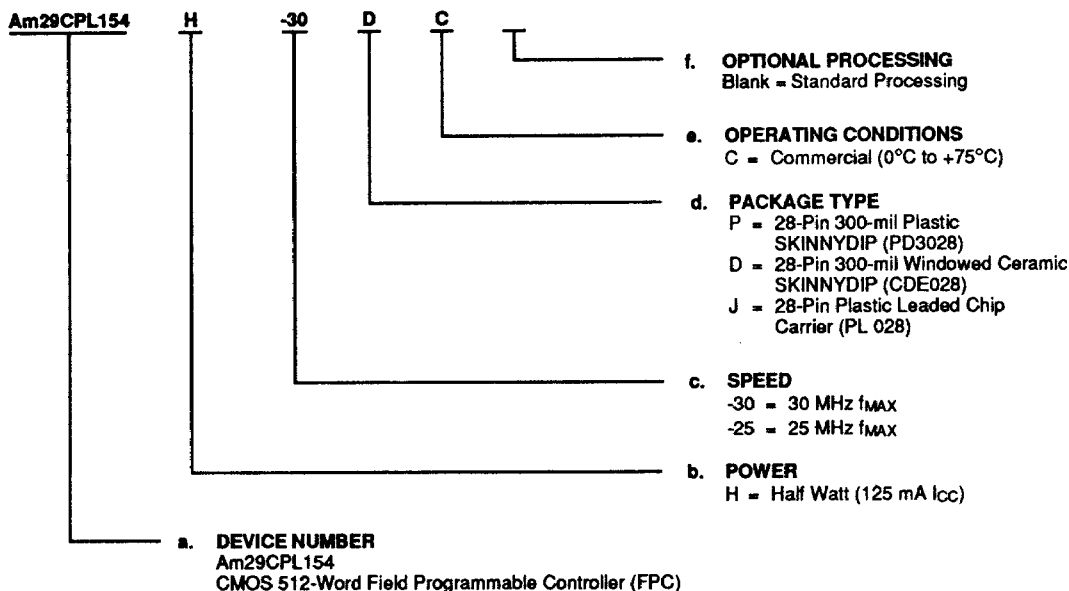 Am29CPL154 H -30 D C
f. OPTIONAL PROCESSING
Blank = Standard Processing
e. OPERATING CONDITIONS
C = Commercial (0°C to +75°C)
d. PACKAGE TYPE
P = 28-Pin 300-mil Plastic
SKINNYDIP (PD3028)
D = 28-Pin 300-mil Windowed Ceramic
SKINNYDIP (CDE028)
J = 28-Pin Plastic Leaded Chip
Carrier (PL 028)
c. SPEED
-30 = 30 MHz fMAX
-25 = 25 MHz fMAX
b. POWER
H = Half Watt (125 mA ICC)
a. DEVICE NUMBER
Am29CPL154
CMOS 512-Word Field Programmable Controller (FPC)